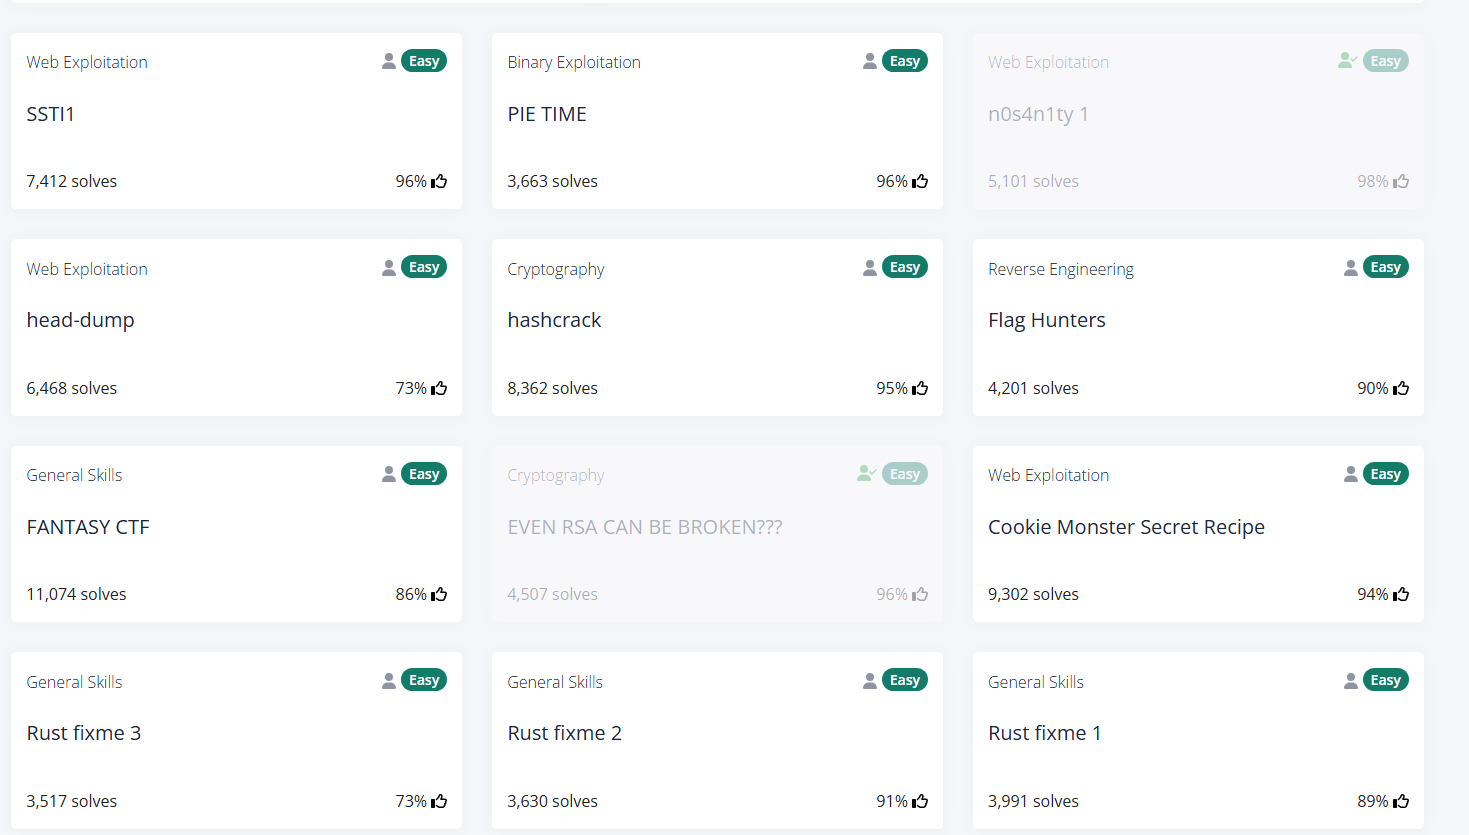 Web Exploitation Easy
SSTI1
7,412 solves 96%
Binary Exploitation Easy
PIE TIME
3,663 solves 96%
Web Exploitation Easy
n0s4n1ty 1
5,101 solves 98%
Web Exploitation Easy
head-dump
6,468 solves 73%
Cryptography Easy
hashcrack
8,362 solves 95%
Reverse Engineering Easy
Flag Hunters
4,201 solves 90%
General Skills Easy
FANTASY CTF
11,074 solves 86%
Cryptography Easy
EVEN RSA CAN BE BROKEN???
4,507 solves 96%
Web Exploitation Easy
Cookie Monster Secret Recipe
9,302 solves 94%
General Skills Easy
Rust fixme 3
3,517 solves 73%
General Skills Easy
Rust fixme 2
3,630 solves 91%
General Skills Easy
Rust fixme 1
3,991 solves 89%